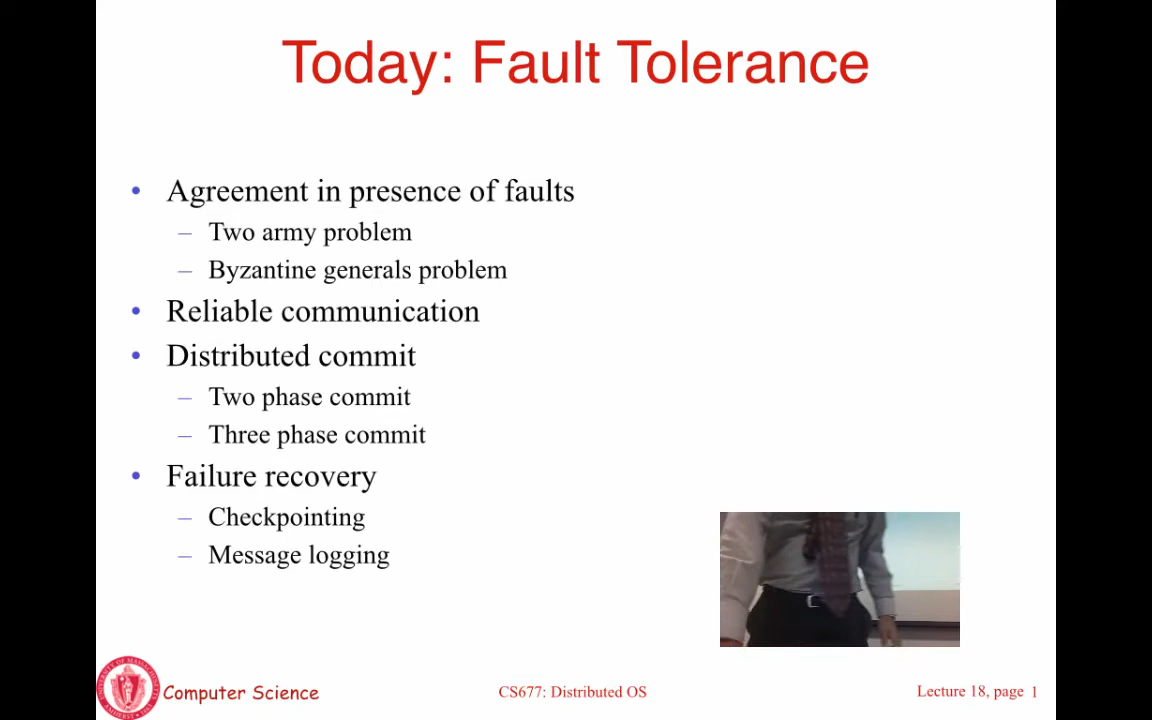 Today: Fault Tolerance
• Agreement in presence of faults
– Two army problem
– Byzantine generals problem
• Reliable communication
• Distributed commit
– Two phase commit
– Three phase commit
• Failure recovery
– Checkpointing
– Message logging
Computer Science
CS677: Distributed OS
Lecture 18, page 1